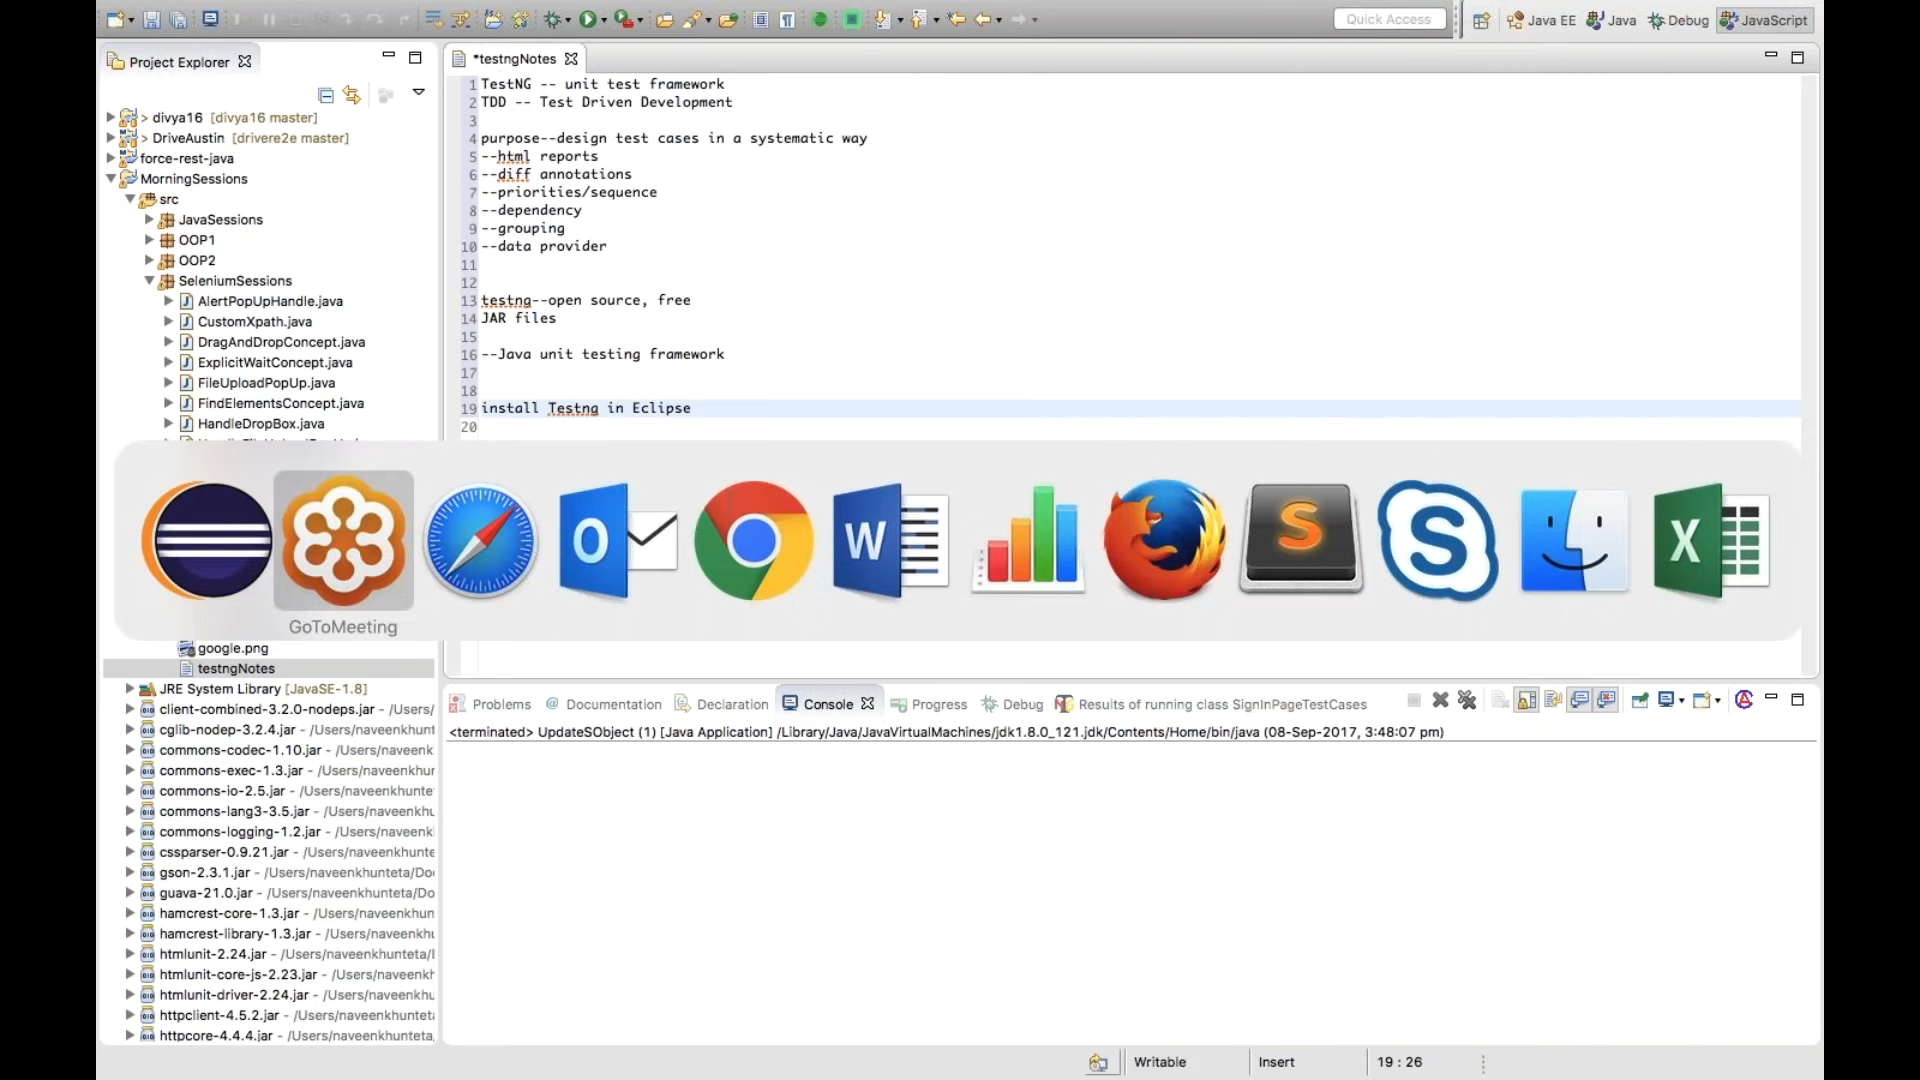 Quick Access
Java EE
Java
Debug
JavaScript
Project Explorer
*testngNotes
> divya16 [divya16 master]
> DriveAustin [drivere2e master]
force-rest-java
MorningSessions
src
JavaSessions
OOP1
OOP2
SeleniumSessions
AlertPopUpHandle.java
CustomXpath.java
DragAndDropConcept.java
ExplicitWaitConcept.java
FileUploadPopUp.java
FindElementsConcept.java
HandleDropBox.java
google.png
testngNotes
JRE System Library [JavaSE-1.8]
client-combined-3.2.0-nodeps.jar - /Users/
cglib-nodep-3.2.4.jar - /Users/naveenkhunt
commons-codec-1.10.jar - /Users/naveenk
commons-exec-1.3.jar - /Users/naveenkhur
commons-io-2.5.jar - /Users/naveenkhunte
commons-lang3-3.5.jar - /Users/naveenkhu
commons-logging-1.2.jar - /Users/naveenk
cssparser-0.9.21.jar - /Users/naveenkhunte
gson-2.3.1.jar - /Users/naveenkhunteta/Do
guava-21.0.jar - /Users/naveenkhunteta/Do
hamcrest-core-1.3.jar - /Users/naveenkhun
hamcrest-library-1.3.jar - /Users/naveenkh
htmlunit-2.24.jar - /Users/naveenkhunteta/
htmlunit-core-js-2.23.jar - /Users/naveenkh
htmlunit-driver-2.24.jar - /Users/naveenkhu
httpclient-4.5.2.jar - /Users/naveenkhunteta
httpcore-4.4.4.jar - /Users/naveenkhunteta
1 TestNG -- unit test framework
2 TDD -- Test Driven Development
3
4 purpose--design test cases in a systematic way
5 --html reports
6 --diff annotations
7 --priorities/sequence
8 --dependency
9 --grouping
10 --data provider
11
12
13 testng--open source, free
14 JAR files
15
16 --Java unit testing framework
17
18
19 install Testng in Eclipse
20
GoToMeeting
Problems
@ Documentation
Declaration
Console
Progress
Debug
Results of running class SignInPageTestCases
<terminated> UpdateSObject (1) [Java Application] /Library/Java/JavaVirtualMachines/jdk1.8.0_121.jdk/Contents/Home/bin/java (08-Sep-2017, 3:48:07 pm)
Writable
Insert
19 : 26